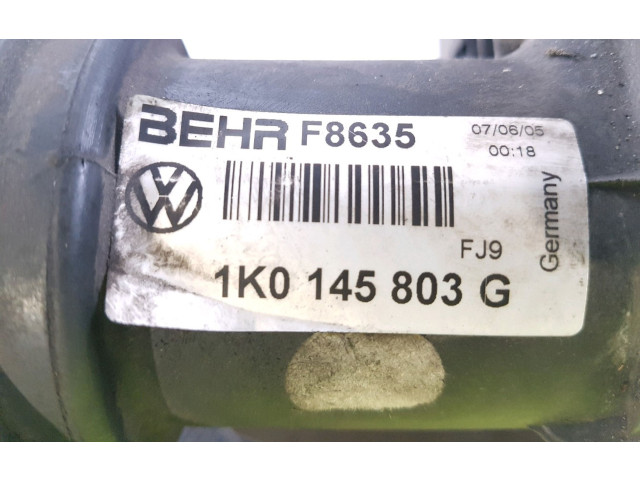 BEHR F8635
07/06/05
00:18
Germany
FJ9
1K0 145 803 G